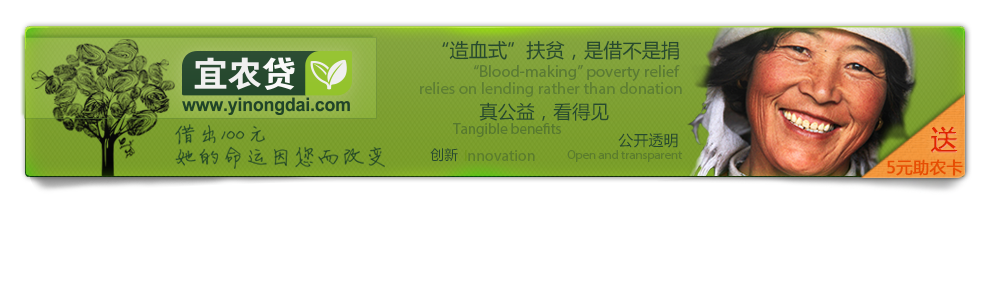 宜农贷
www.yinongdai.com
借出100元
她的命运因您而改变
“造血式”扶贫，是借不是捐
“Blood-making” poverty relief
relies on lending rather than donation
真公益，看得见
Tangible benefits
公开透明
创新 innovation
Open and transparent
送
5元助农卡